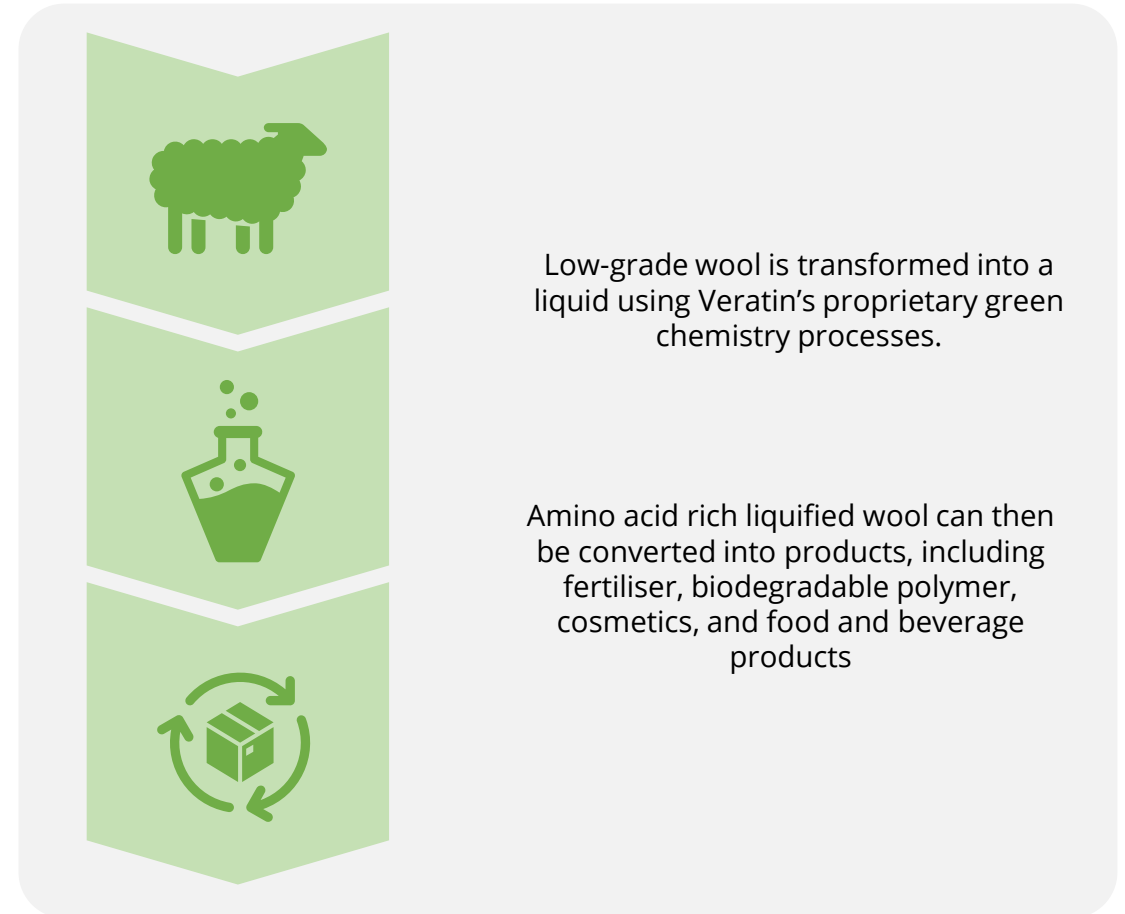 Low-grade wool is transformed into a
liquid using Veratin’s proprietary green
chemistry processes.
Amino acid rich liquified wool can then
be converted into products, including
fertiliser, biodegradable polymer,
cosmetics, and food and beverage
products